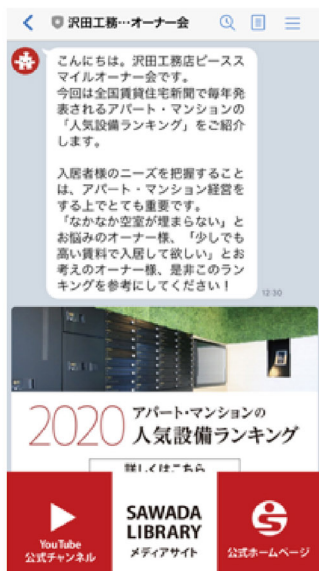 沢田工務…オーナー会
こんにちは。沢田工務店ピースス
マイルオーナー会です。
今回は全国賃貸住宅新聞で毎年発
表されるアパート・マンションの
「人気設備ランキング」をご紹介
します。
入居者様のニーズを把握すること
は、アパート・マンション経営を
する上でとても重要です。
「なかなか空室が埋まらない」と
お悩みのオーナー様、「少しでも
高い賃料で入居して欲しい」とお
考えのオーナー様、是非このラン
キングを参考にしてください！
12:30
2020 アパート・マンションの
人気設備ランキング
詳しくはこちら
YouTube
公式チャンネル
SAWADA
LIBRARY
メディアサイト
公式ホームページ